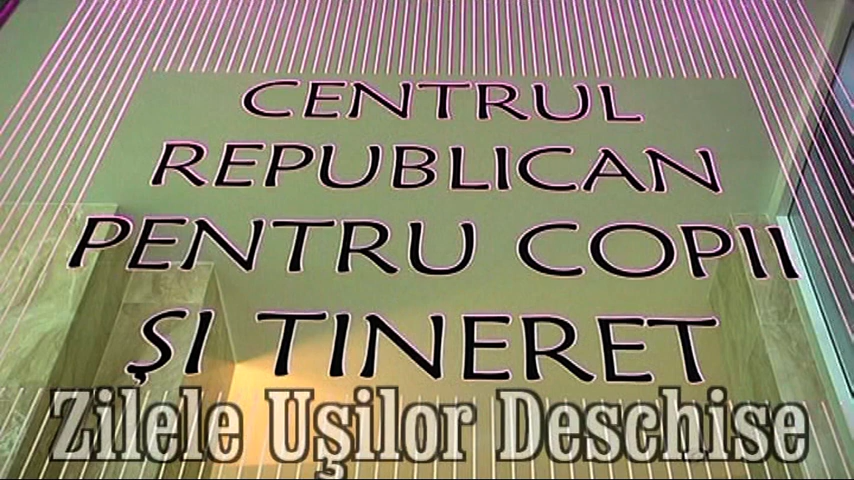 CENTRUL
REPUBLICAN
PENTRU COPII
ŞI TINERET
Zilele Uşilor Deschise